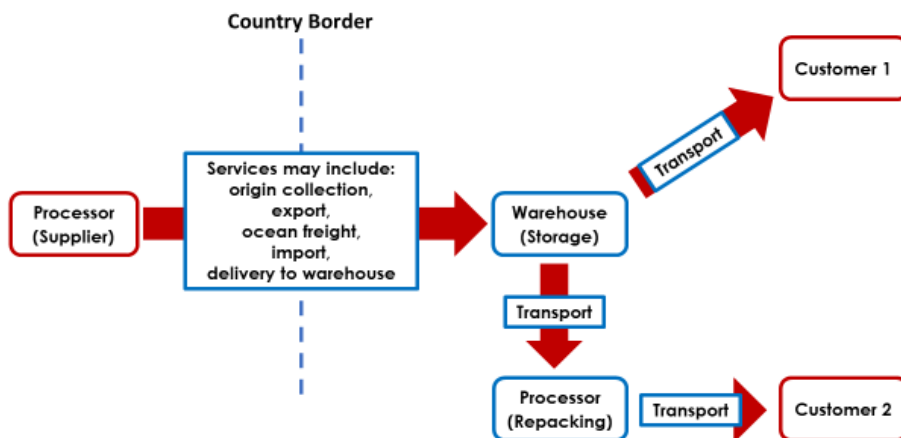 Country Border
Customer 1
Transport
Services may include:
origin collection,
export,
ocean freight,
import,
delivery to warehouse
Processor
(Supplier)
Warehouse
(Storage)
Transport
Processor
(Repacking)
Transport
Customer 2